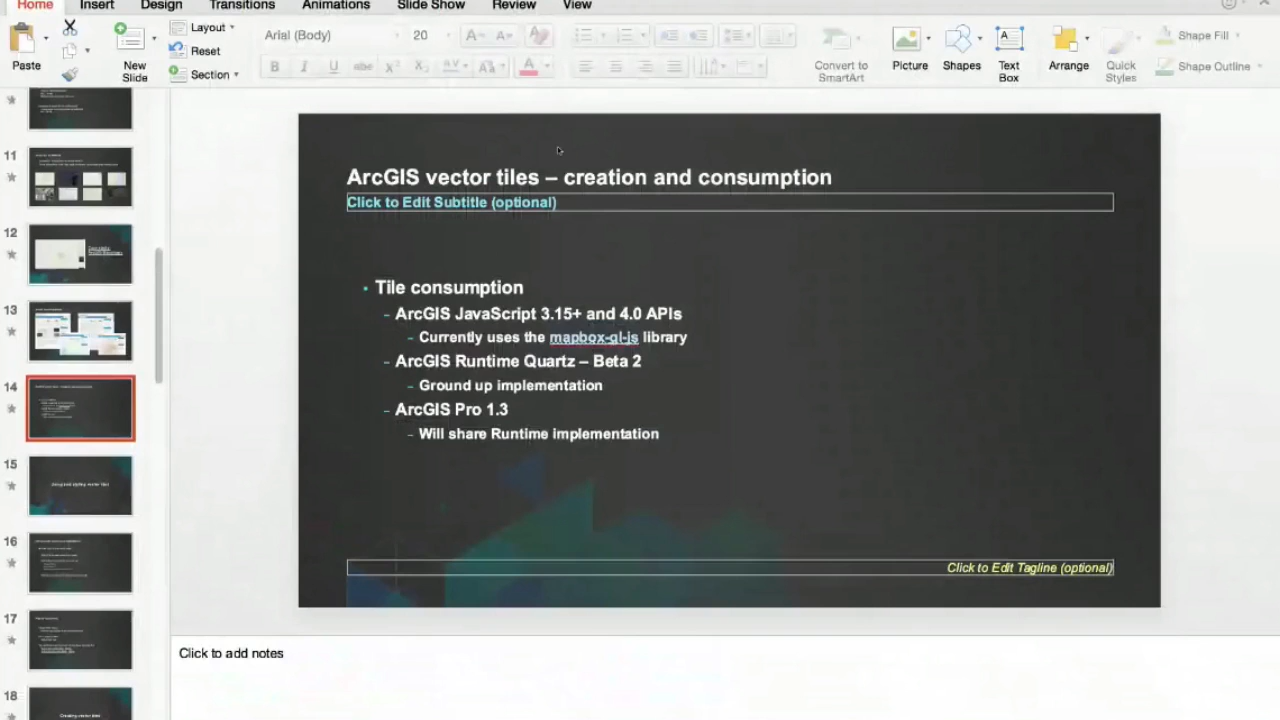 Home Insert Design Transitions Animations Slide Show Review View
Paste
New
Slide
Layout
Reset
Section
Arial (Body) 20
Convert to
SmartArt
Picture
Shapes
Text
Box
Arrange
Quick
Styles
Shape Fill
Shape Outline
11
12
13
14
15
16
17
18
ArcGIS vector tiles – creation and consumption
Click to Edit Subtitle (optional)
• Tile consumption
– ArcGIS JavaScript 3.15+ and 4.0 APIs
– Currently uses the mapbox-gl-js library
– ArcGIS Runtime Quartz – Beta 2
– Ground up implementation
– ArcGIS Pro 1.3
– Will share Runtime implementation
Click to Edit Tagline (optional)
Click to add notes